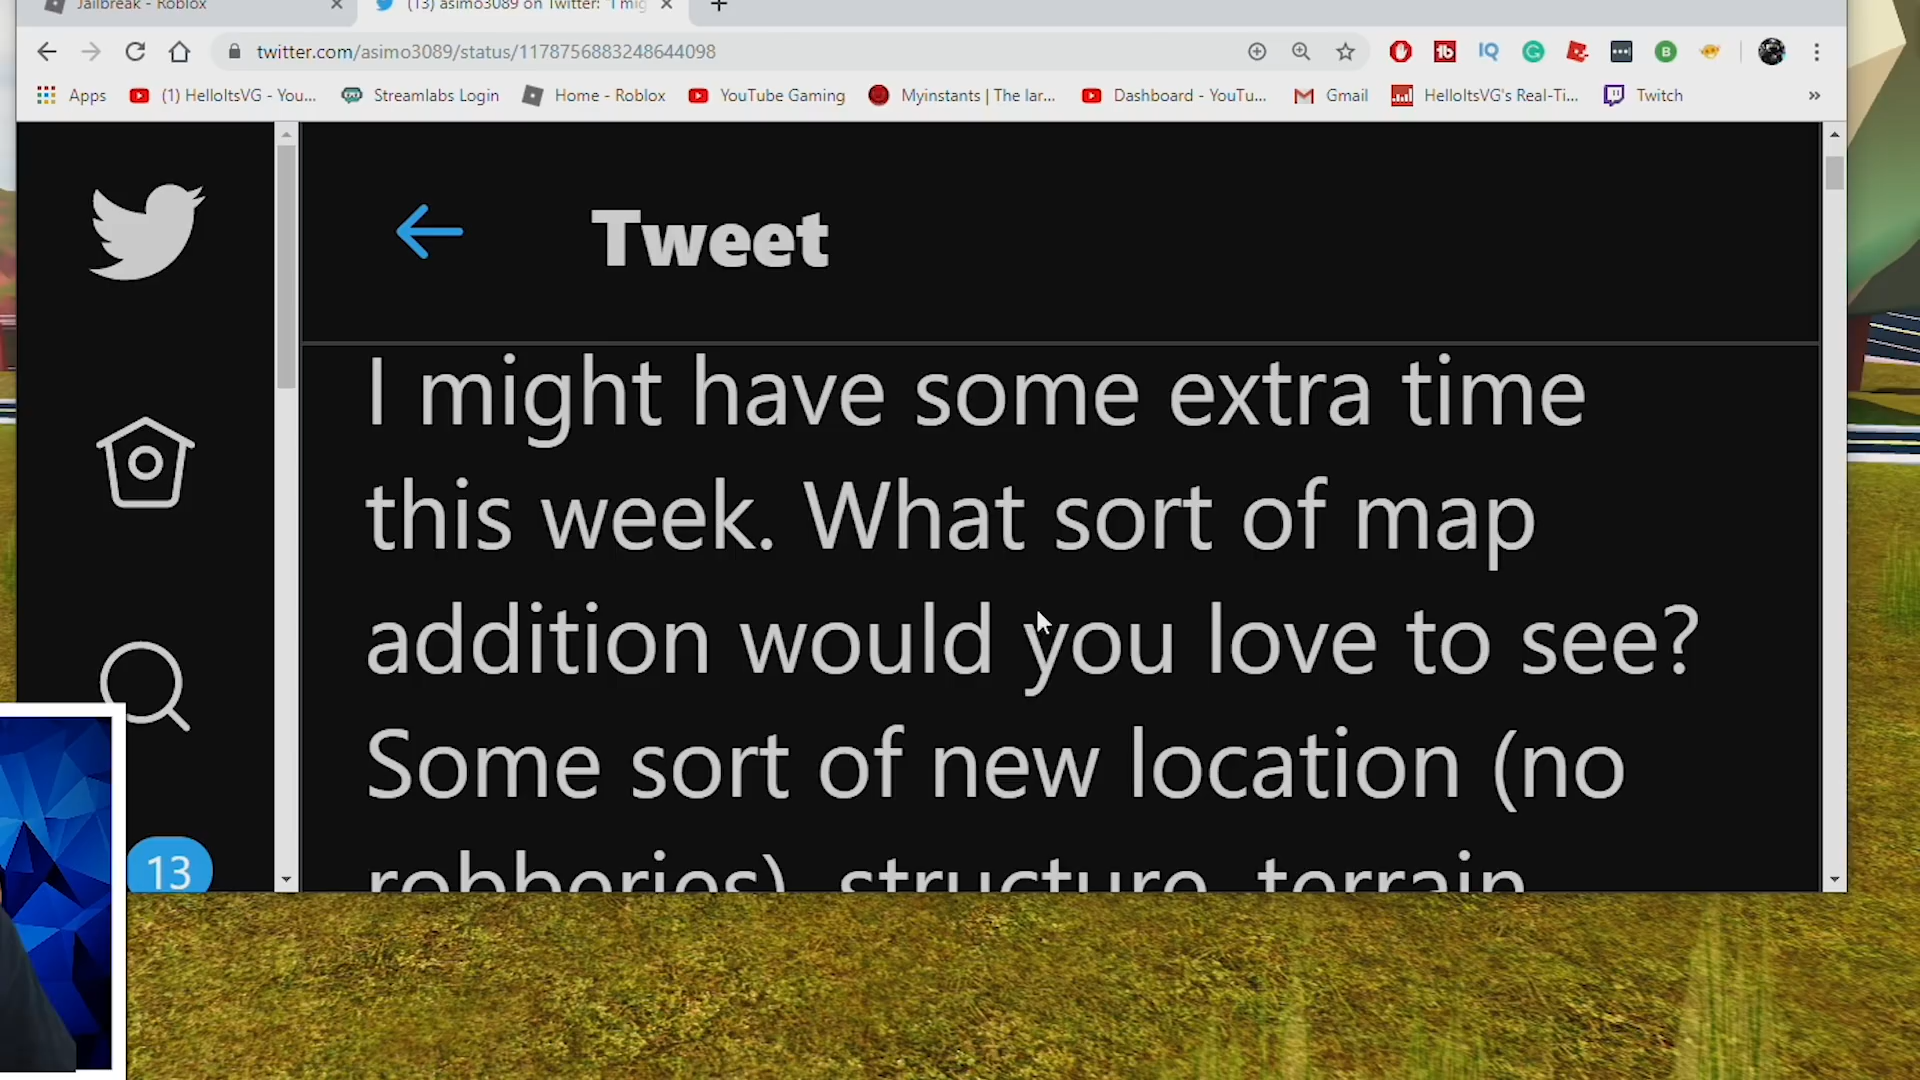 Jailbreak - Roblox
(13) asimo3089 on Twitter: "I mig
twitter.com/asimo3089/status/1178756883248644098
Apps
(1) HelloItsVG - You...
Streamlabs Login
Home - Roblox
YouTube Gaming
Myinstants | The lar...
Dashboard - YouTu...
Gmail
HelloItsVG's Real-Ti...
Twitch
»
Tweet
I might have some extra time
this week. What sort of map
addition would you love to see?
Some sort of new location (no
robberies), structure, terrain
13